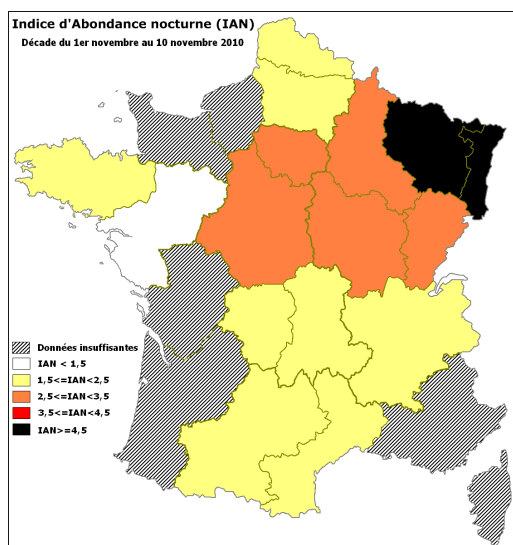 Indice d'Abondance nocturne (IAN)
Décade du 1er novembre au 10 novembre 2010
Données insuffisantes
IAN < 1,5
1,5<=IAN<2,5
2,5<=IAN<3,5
3,5<=IAN<4,5
IAN>=4,5